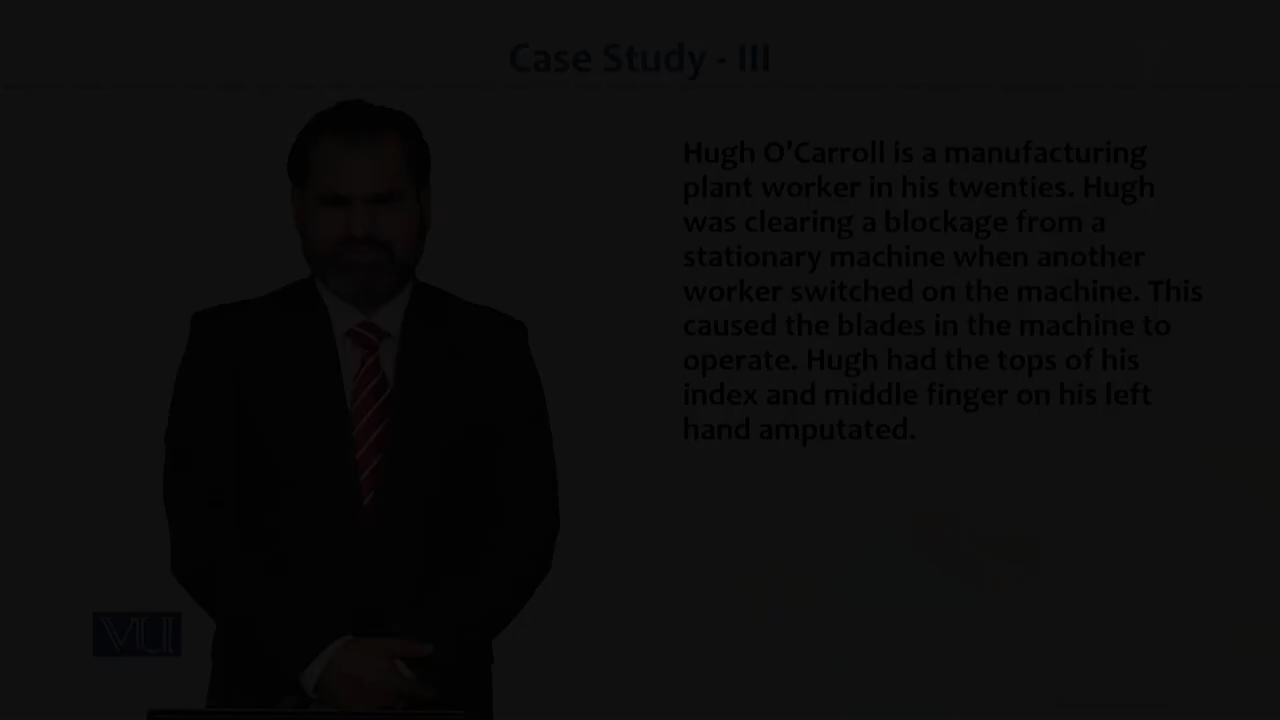 Case Study - III
Hugh O'Carroll is a manufacturing
plant worker in his twenties. Hugh
was clearing a blockage from a
stationary machine when another
worker switched on the machine. This
caused the blades in the machine to
operate. Hugh had the tops of his
index and middle finger on his left
hand amputated.
VU